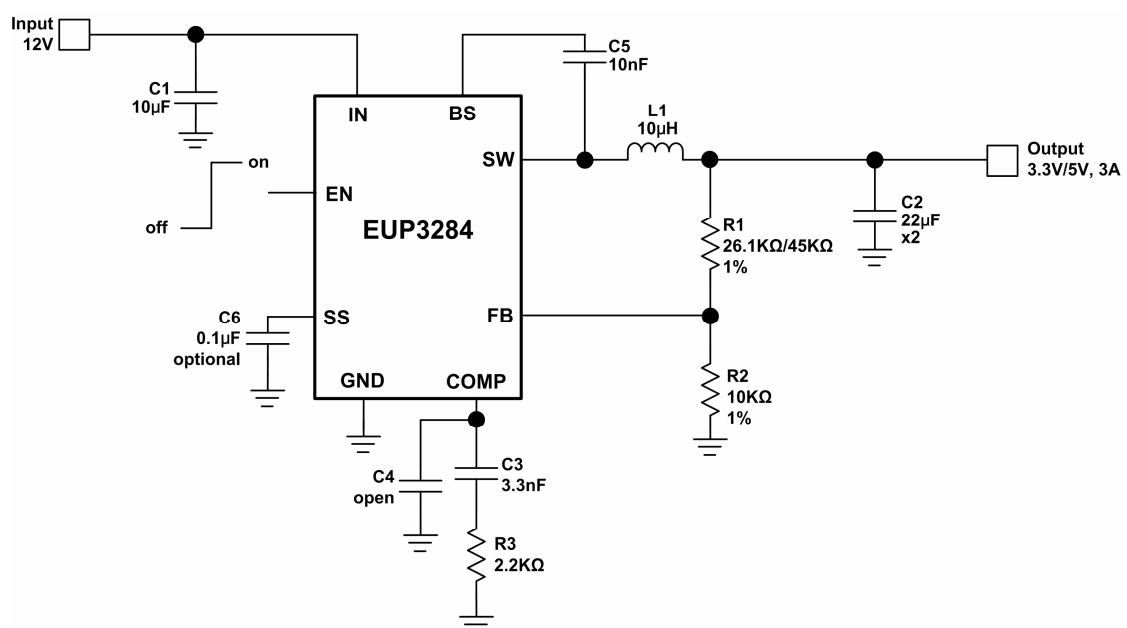 Input
12V
C1
10µF
IN
BS
C5
10nF
L1
10µH
SW
Output
3.3V/5V, 3A
on
off
EN
EUP3284
R1
26.1KΩ/45KΩ
1%
C2
22µF
x2
C6
0.1µF
optional
SS
FB
GND
COMP
R2
10KΩ
1%
C4
open
C3
3.3nF
R3
2.2KΩ